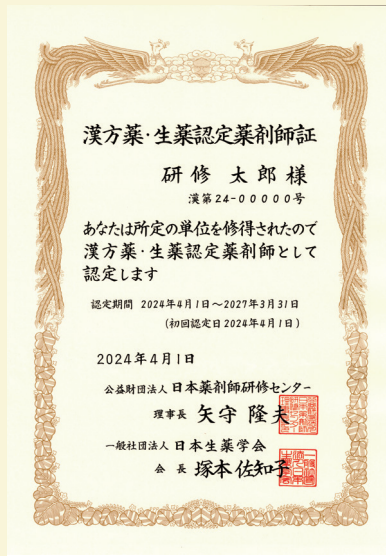 漢方薬・生薬認定薬剤師証
研修 太郎 様
漢第24-00000号
あなたは所定の単位を修得されたので
漢方薬・生薬認定薬剤師として
認定します
認定期間 2024年4月1日～2027年3月31日
(初回認定日2024年4月1日)
2024年4月1日
公益財団法人 日本薬剤師研修センター
理事長 矢守 隆夫
一般社団法人 日本生薬学会
会長 塚本 佐知子